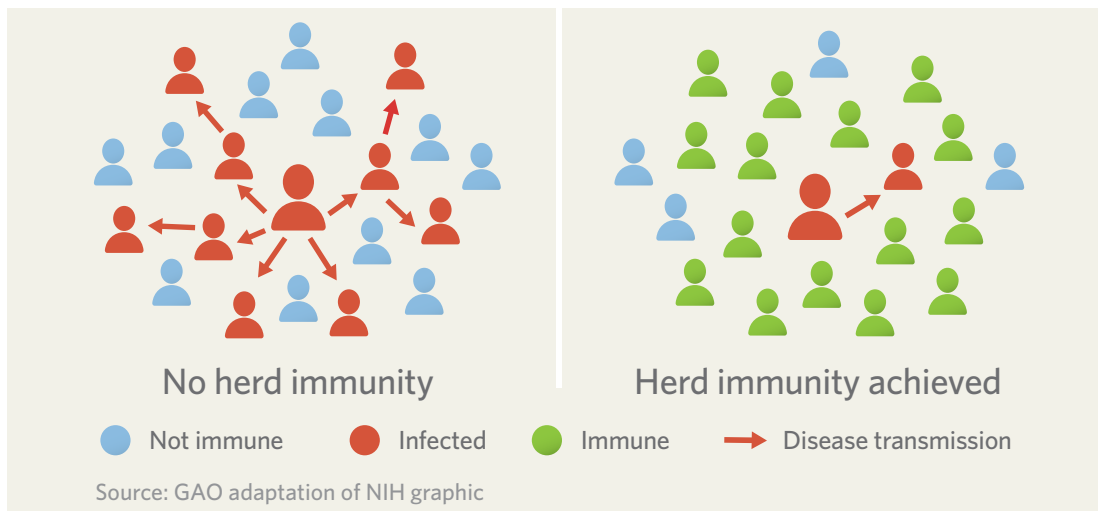 No herd immunity
Herd immunity achieved
Not immune
Infected
Immune
Disease transmission
Source: GAO adaptation of NIH graphic